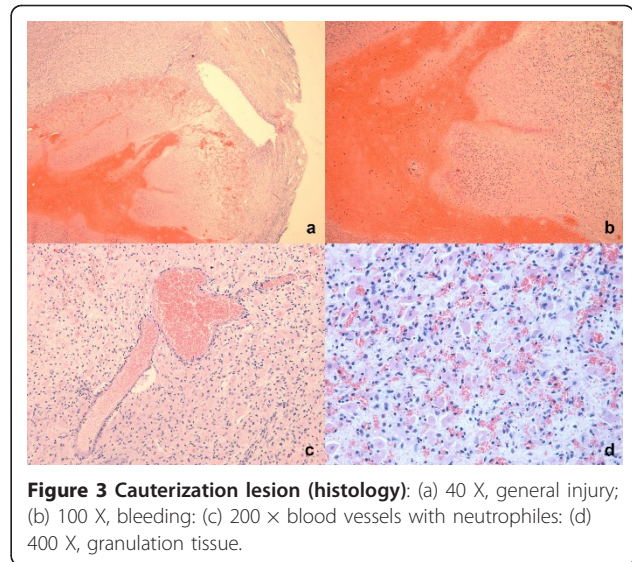 a
b
c
d
Figure 3 Cauterization lesion (histology): (a) 40 X, general injury;
(b) 100 X, bleeding: (c) 200 × blood vessels with neutrophiles: (d)
400 X, granulation tissue.